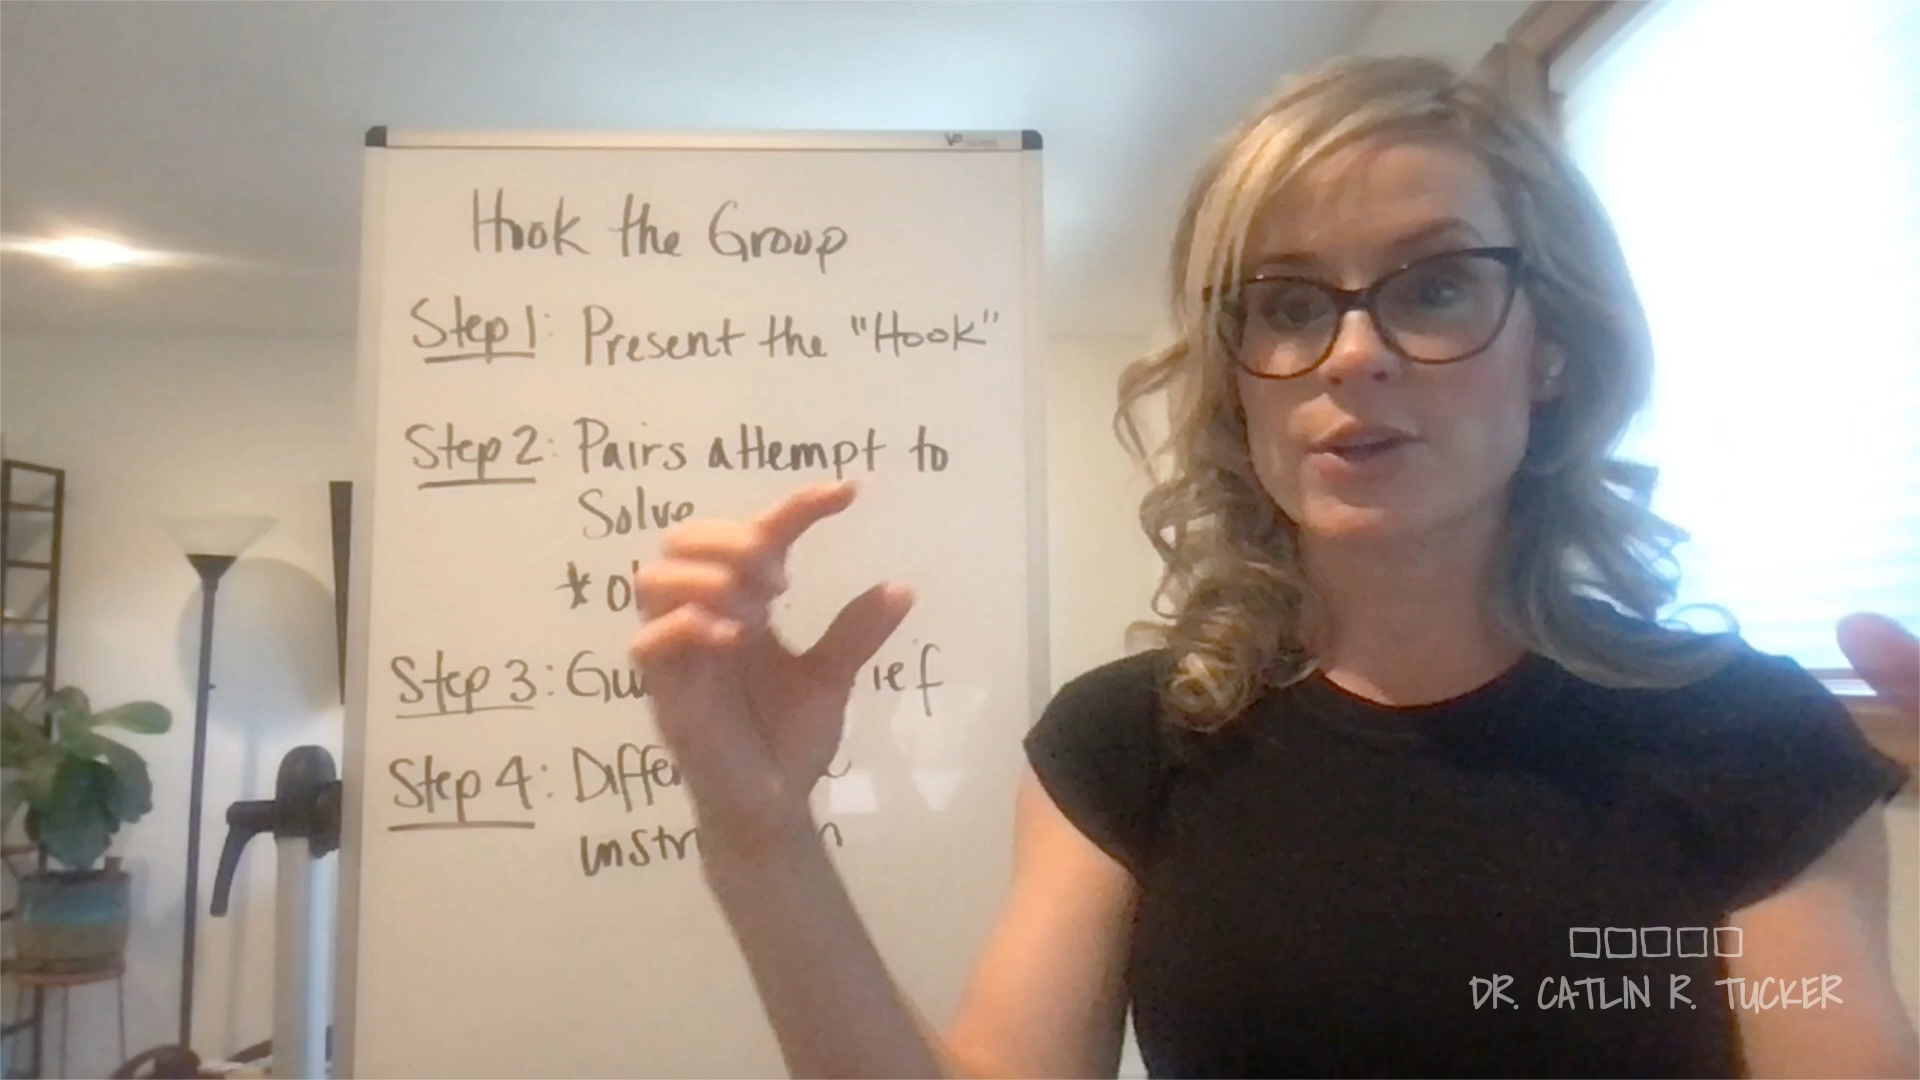 Hook the Group
Step 1: Present the "Hook"
Step 2: Pairs attempt to
Solve
*
Step 3:
Step 4:
DR. CATLIN R. TUCKER